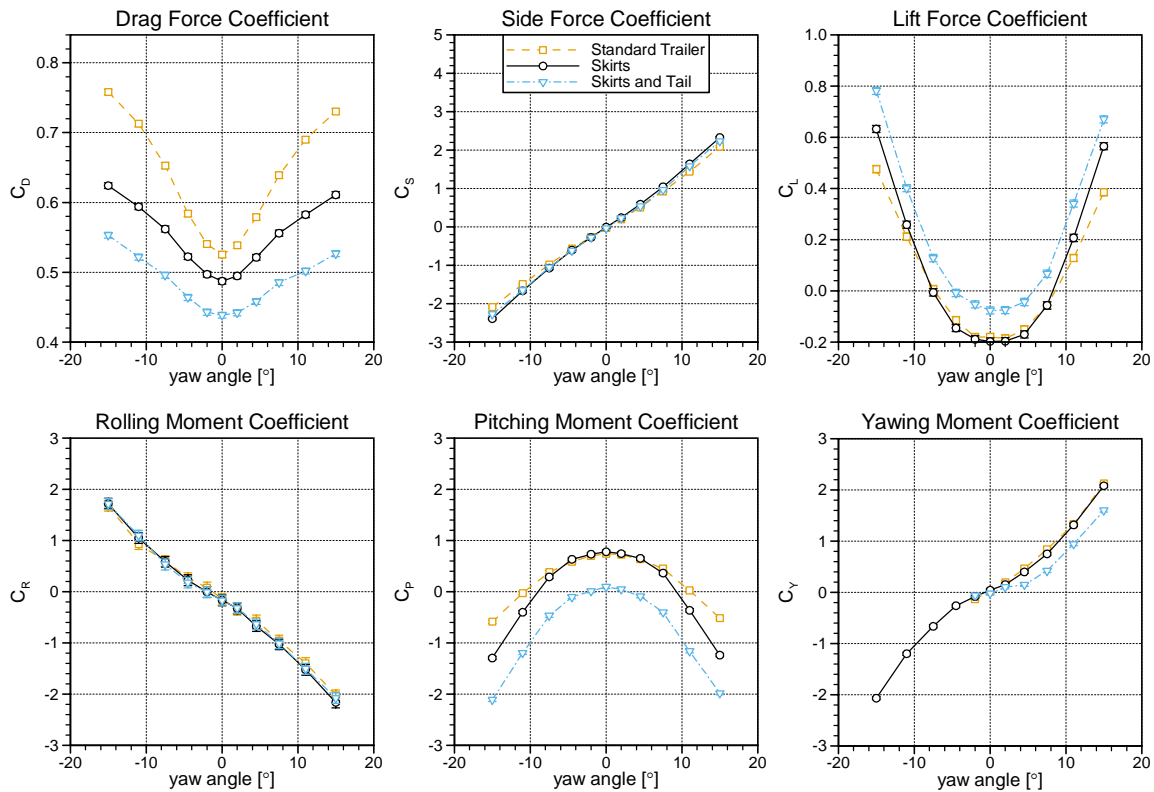 Drag Force Coefficient
0.8
0.7
0.6
0.5
0.4
C_D
-20 -10 0 10 20
yaw angle [°]
Side Force Coefficient
Standard Trailer
Skirts
Skirts and Tail
5
4
3
2
1
0
-1
-2
-3
C_S
-20 -10 0 10 20
yaw angle [°]
Lift Force Coefficient
1.0
0.8
0.6
0.4
0.2
0.0
-0.2
C_L
-20 -10 0 10 20
yaw angle [°]
Rolling Moment Coefficient
3
2
1
0
-1
-2
-3
C_R
-20 -10 0 10 20
yaw angle [°]
Pitching Moment Coefficient
3
2
1
0
-1
-2
-3
C_P
-20 -10 0 10 20
yaw angle [°]
Yawing Moment Coefficient
3
2
1
0
-1
-2
-3
C_Y
-20 -10 0 10 20
yaw angle [°]